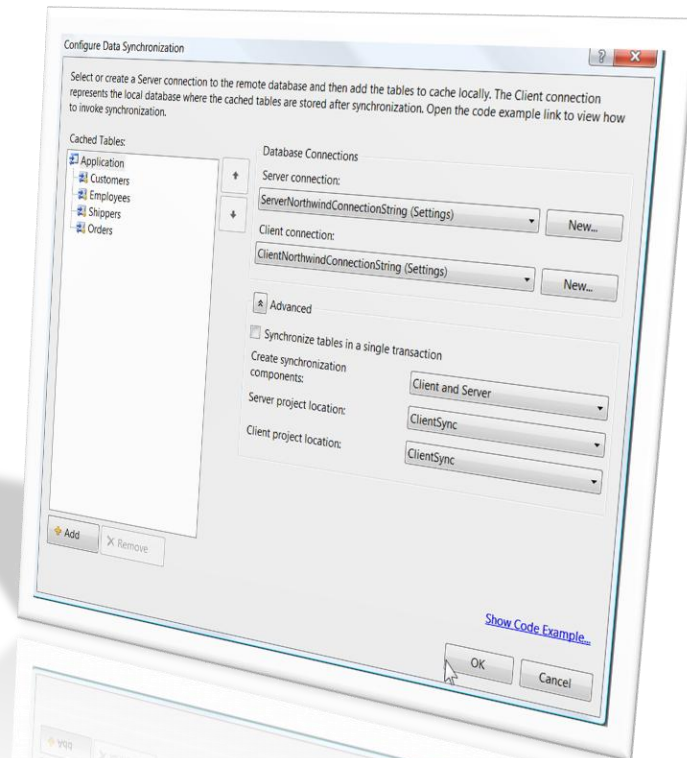 Configure Data Synchronization
Select or create a Server connection to the remote database and then add the tables to cache locally. The Client connection
represents the local database where the cached tables are stored after synchronization. Open the code example link to view how
to invoke synchronization.
Cached Tables:
Application
Customers
Employees
Shippers
Orders
Add
Remove
Database Connections
Server connection:
ServerNorthwindConnectionString (Settings)
New...
Client connection:
ClientNorthwindConnectionString (Settings)
New...
Advanced
Synchronize tables in a single transaction
Create synchronization
components:
Client and Server
Server project location:
ClientSync
Client project location:
ClientSync
Show Code Example...
OK
Cancel